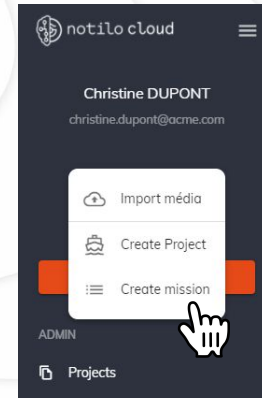 notilo cloud
Christine DUPONT
christine.dupont@acme.com
Import média
Create Project
Create mission
ADMIN
Projects